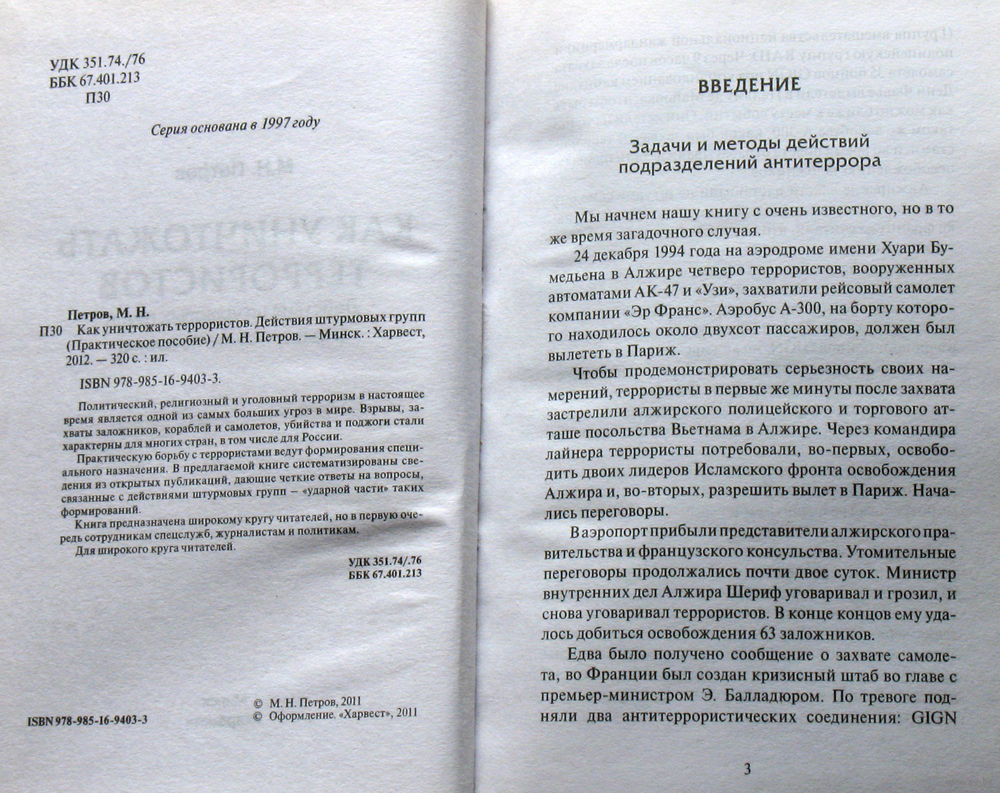 УДК 351.74./76
ББК 67.401.213
П30
Серия основана в 1997 году
Петров, М. Н.
П30 Как уничтожать террористов. Действия штурмовых групп
(Практическое пособие) / М. Н. Петров. — Минск. : Харвест,
2012. — 320 с. : ил.
ISBN 978-985-16-9403-3.
Политический, религиозный и уголовный терроризм в настоящее
время является одной из самых больших угроз в мире. Взрывы, за-
хваты заложников, кораблей и самолетов, убийства и поджоги стали
характерны для многих стран, в том числе для России.
Практическую борьбу с террористами ведут формирования специ-
ального назначения. В предлагаемой книге систематизированы све-
дения из открытых публикаций, дающие четкие ответы на вопросы,
связанные с действиями штурмовых групп – «ударной части» таких
формирований.
Книга предназначена широкому кругу читателей, но в первую оче-
редь сотрудникам спецслужб, журналистам и политикам.
Для широкого круга читателей.
УДК 351.74/.76
ББК 67.401.213
ISBN 978-985-16-9403-3
© М. Н. Петров, 2011
© Оформление. «Харвест», 2011
ВВЕДЕНИЕ
Задачи и методы действий
подразделений антитеррора
Мы начнем нашу книгу с очень известного, но в то
же время загадочного случая.
24 декабря 1994 года на аэродроме имени Хуари Бу-
медьена в Алжире четверо террористов, вооруженных
автоматами АК-47 и «Узи», захватили рейсовый самолет
компании «Эр Франс». Аэробус А-300, на борту которо-
го находилось около двухсот пассажиров, должен был
вылететь в Париж.
Чтобы продемонстрировать серьезность своих на-
мерений, террористы в первые же минуты после захвата
застрелили алжирского полицейского и торгового ат-
таше посольства Вьетнама в Алжире. Через командира
лайнера террористы потребовали, во-первых, освобо-
дить двоих лидеров Исламского фронта освобождения
Алжира и, во-вторых, разрешить вылет в Париж. Нача-
лись переговоры.
В аэропорт прибыли представители алжирского пра-
вительства и французского консульства. Утомительные
переговоры продолжались почти двое суток. Министр
внутренних дел Алжира Шериф уговаривал и грозил, и
снова уговаривал террористов. В конце концов ему уда-
лось добиться освобождения 63 заложников.
Едва было получено сообщение о захвате самоле-
та, во Франции был создан кризисный штаб во главе с
премьер-министром Э. Балладюром. По тревоге под-
няли два антитеррористических соединения: GIGN
3